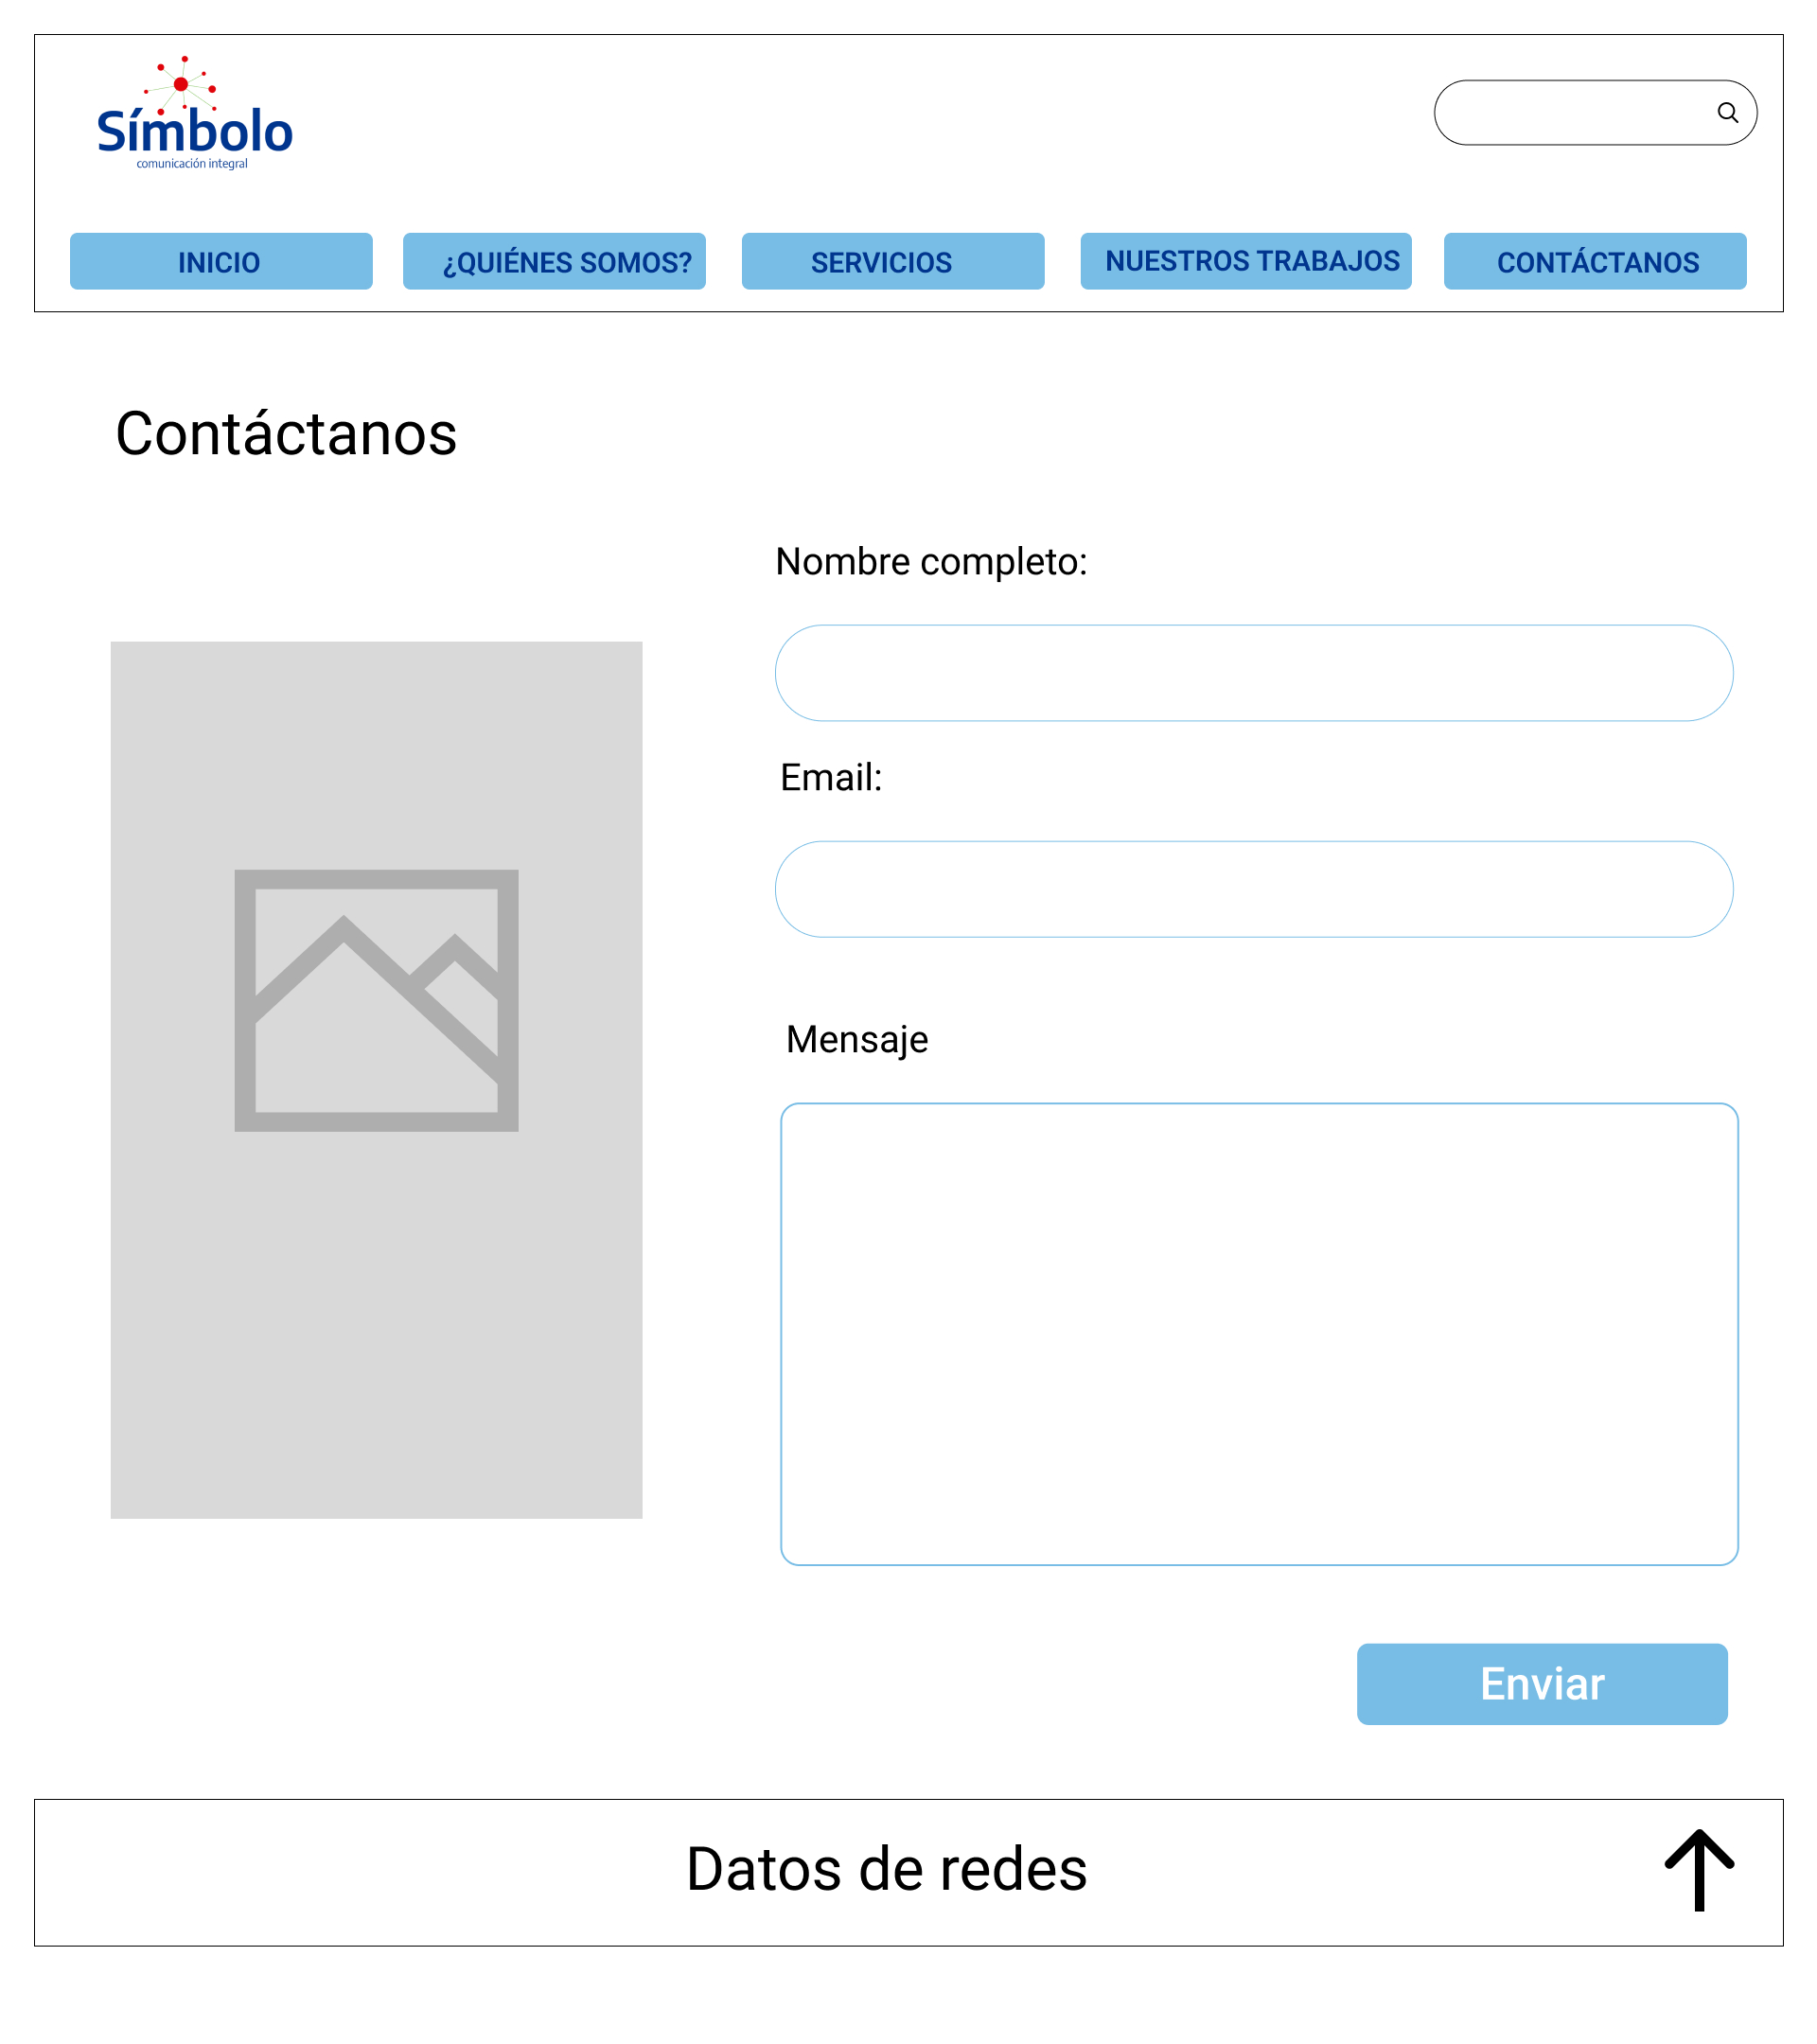 Símbolo
comunicación integral
INICIO
¿QUIÉNES SOMOS?
SERVICIOS
NUESTROS TRABAJOS
CONTÁCTANOS
Contáctanos
Nombre completo:
Email:
Mensaje
Enviar
Datos de redes